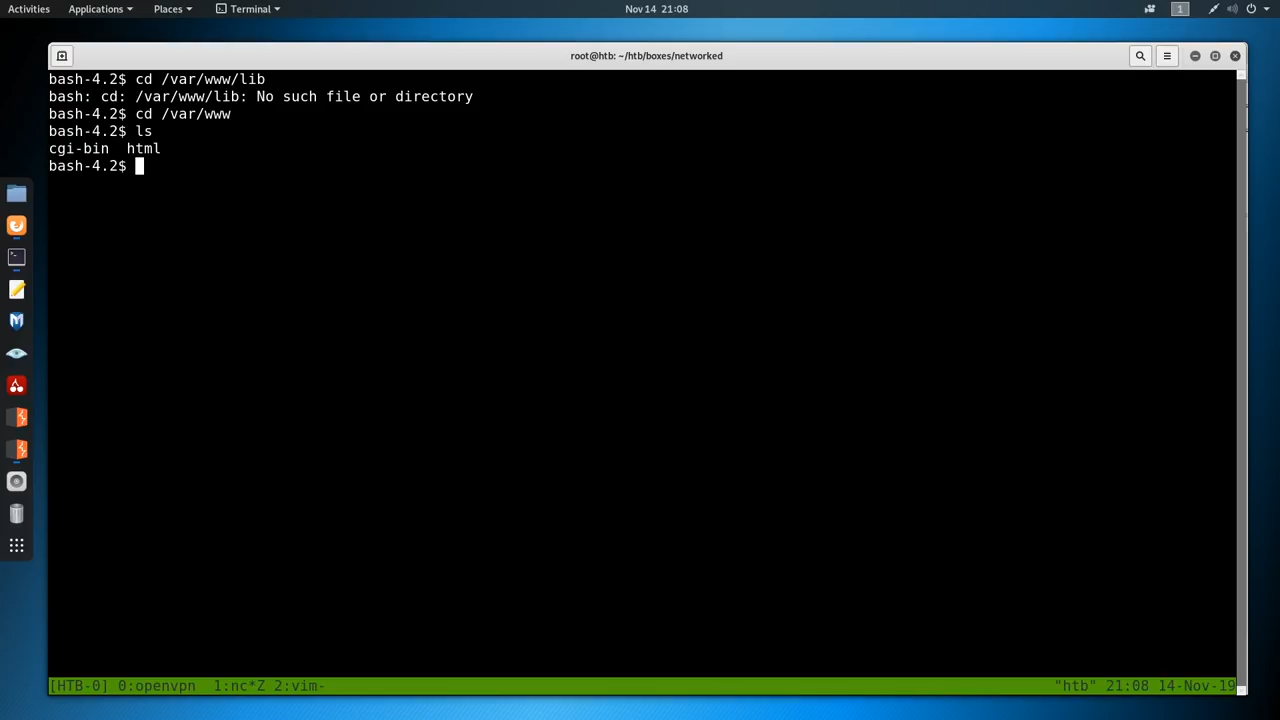 Activities Applications Places Terminal Nov 14 21:08 1
root@htb: ~/htb/boxes/networked
bash-4.2$ cd /var/www/lib
bash: cd: /var/www/lib: No such file or directory
bash-4.2$ cd /var/www
bash-4.2$ ls
cgi-bin  html
bash-4.2$
[HTB-0] 0:openvpn  1:nc*Z 2:vim- "htb" 21:08 14-Nov-19